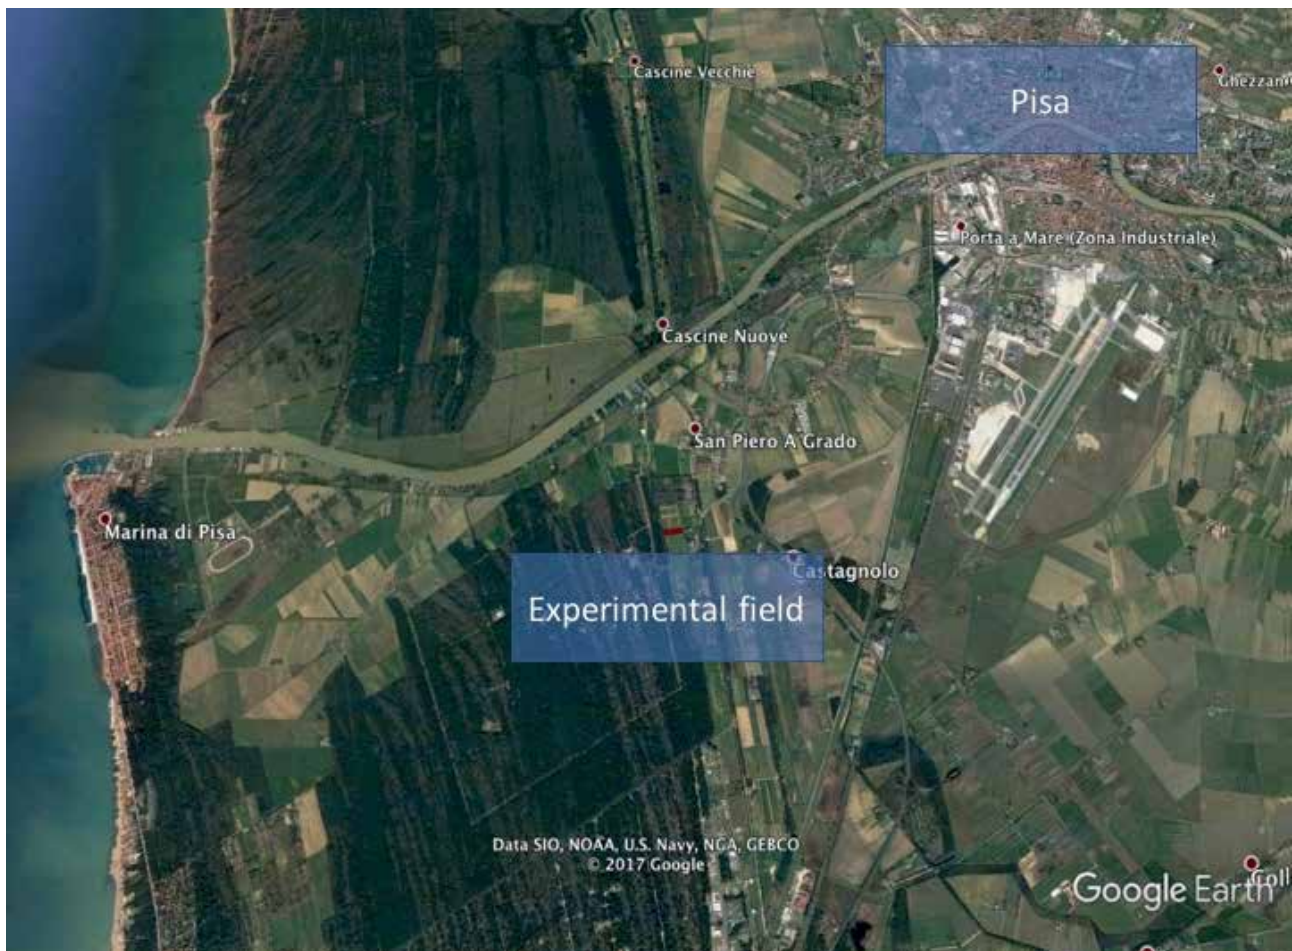 Cascine Vecchie
Pisa
Porta a Mare (Zona Industriale)
Cascine Nuove
San Piero A Grado
Marina di Pisa
Castagnolo
Experimental field
Data SIO, NOAA, U.S. Navy, NGA, GEBCO
© 2017 Google
Google Earth